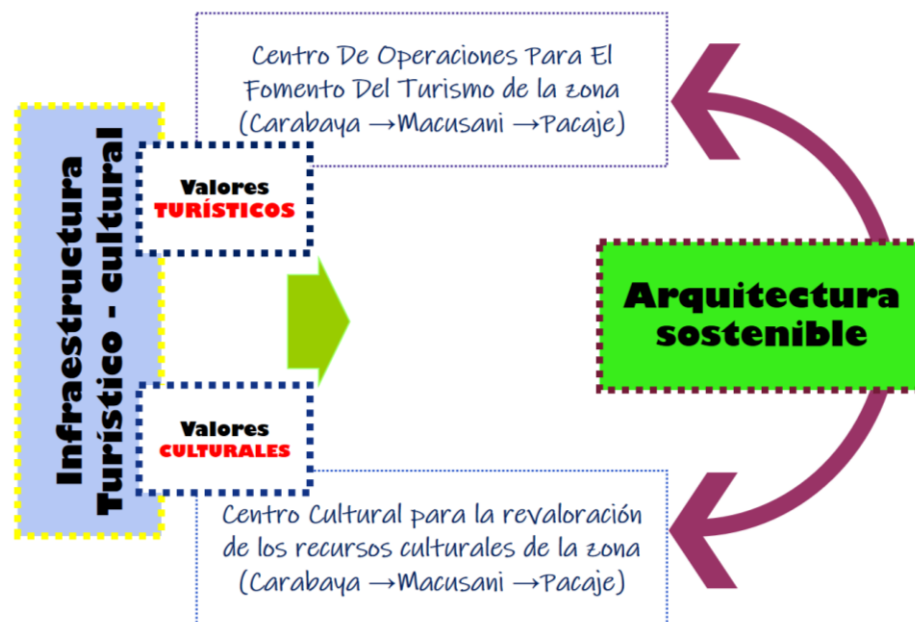 Centro De Operaciones Para El
Fomento Del Turismo de la zona
(Carabaya →Macusani →Pacaje)
Infraestructura
Turístico - cultural
Valores
TURÍSTICOS
Arquitectura
sostenible
Valores
CULTURALES
Centro Cultural para la revaloración
de los recursos culturales de la zona
(Carabaya →Macusani →Pacaje)